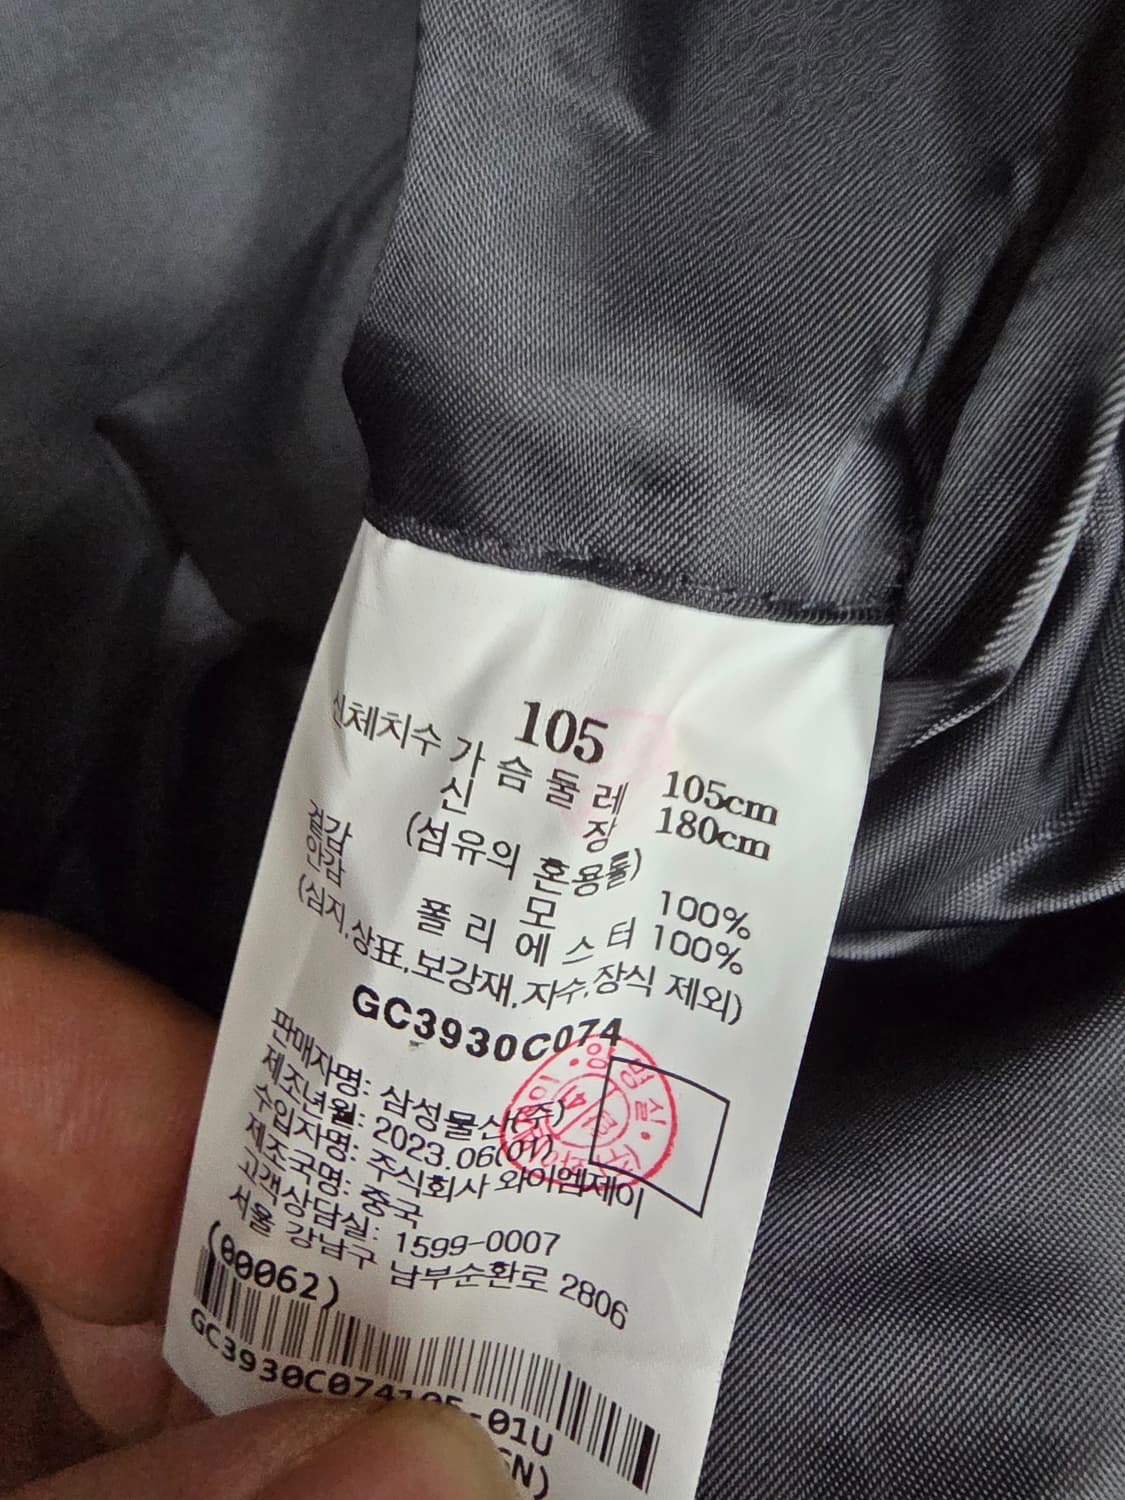 105
신체치수 가슴둘레 105cm
신장 180cm
(섬유의 혼용률)
겉감 모 100%
안감 폴리에스터 100%
(심지,상표,보강재,자수,장식 제외)
GC3930C074
판매자명: 삼성물산(주)
제조년월: 2023.06(01)
수입자명: 주식회사 와이엠제이
제조국명: 중국
고객상담실: 1599-0007
서울 강남구 남부순환로 2806
(00062)
GC3930C074105-01U